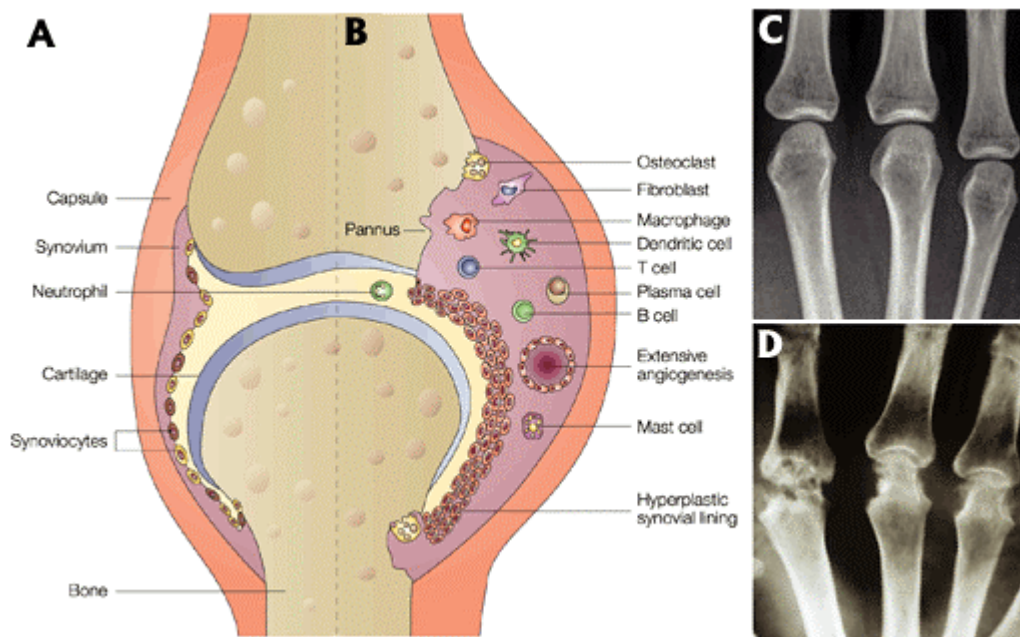 A
B
C
D
Capsule
Synovium
Neutrophil
Cartilage
Synoviocytes
Bone
Pannus
Osteoclast
Fibroblast
Macrophage
Dendritic cell
T cell
Plasma cell
B cell
Extensive
angiogenesis
Mast cell
Hyperplastic
synovial lining